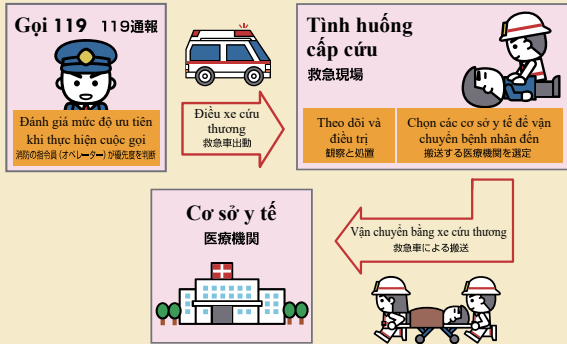 Gọi 119 119通報
Đánh giá mức độ ưu tiên
khi thực hiện cuộc gọi
消防の指令員(オペレーター)が優先度を判断
Điều xe cứu
thương
救急車出動
Tình huống
cấp cứu
救急現場
Theo dõi và
điều trị
観察と処置
Chọn các cơ sở y tế để vận
chuyển bệnh nhân đến
搬送する医療機関を選定
Vận chuyển bằng xe cứu thương
救急車による搬送
Cơ sở y tế
医療機関